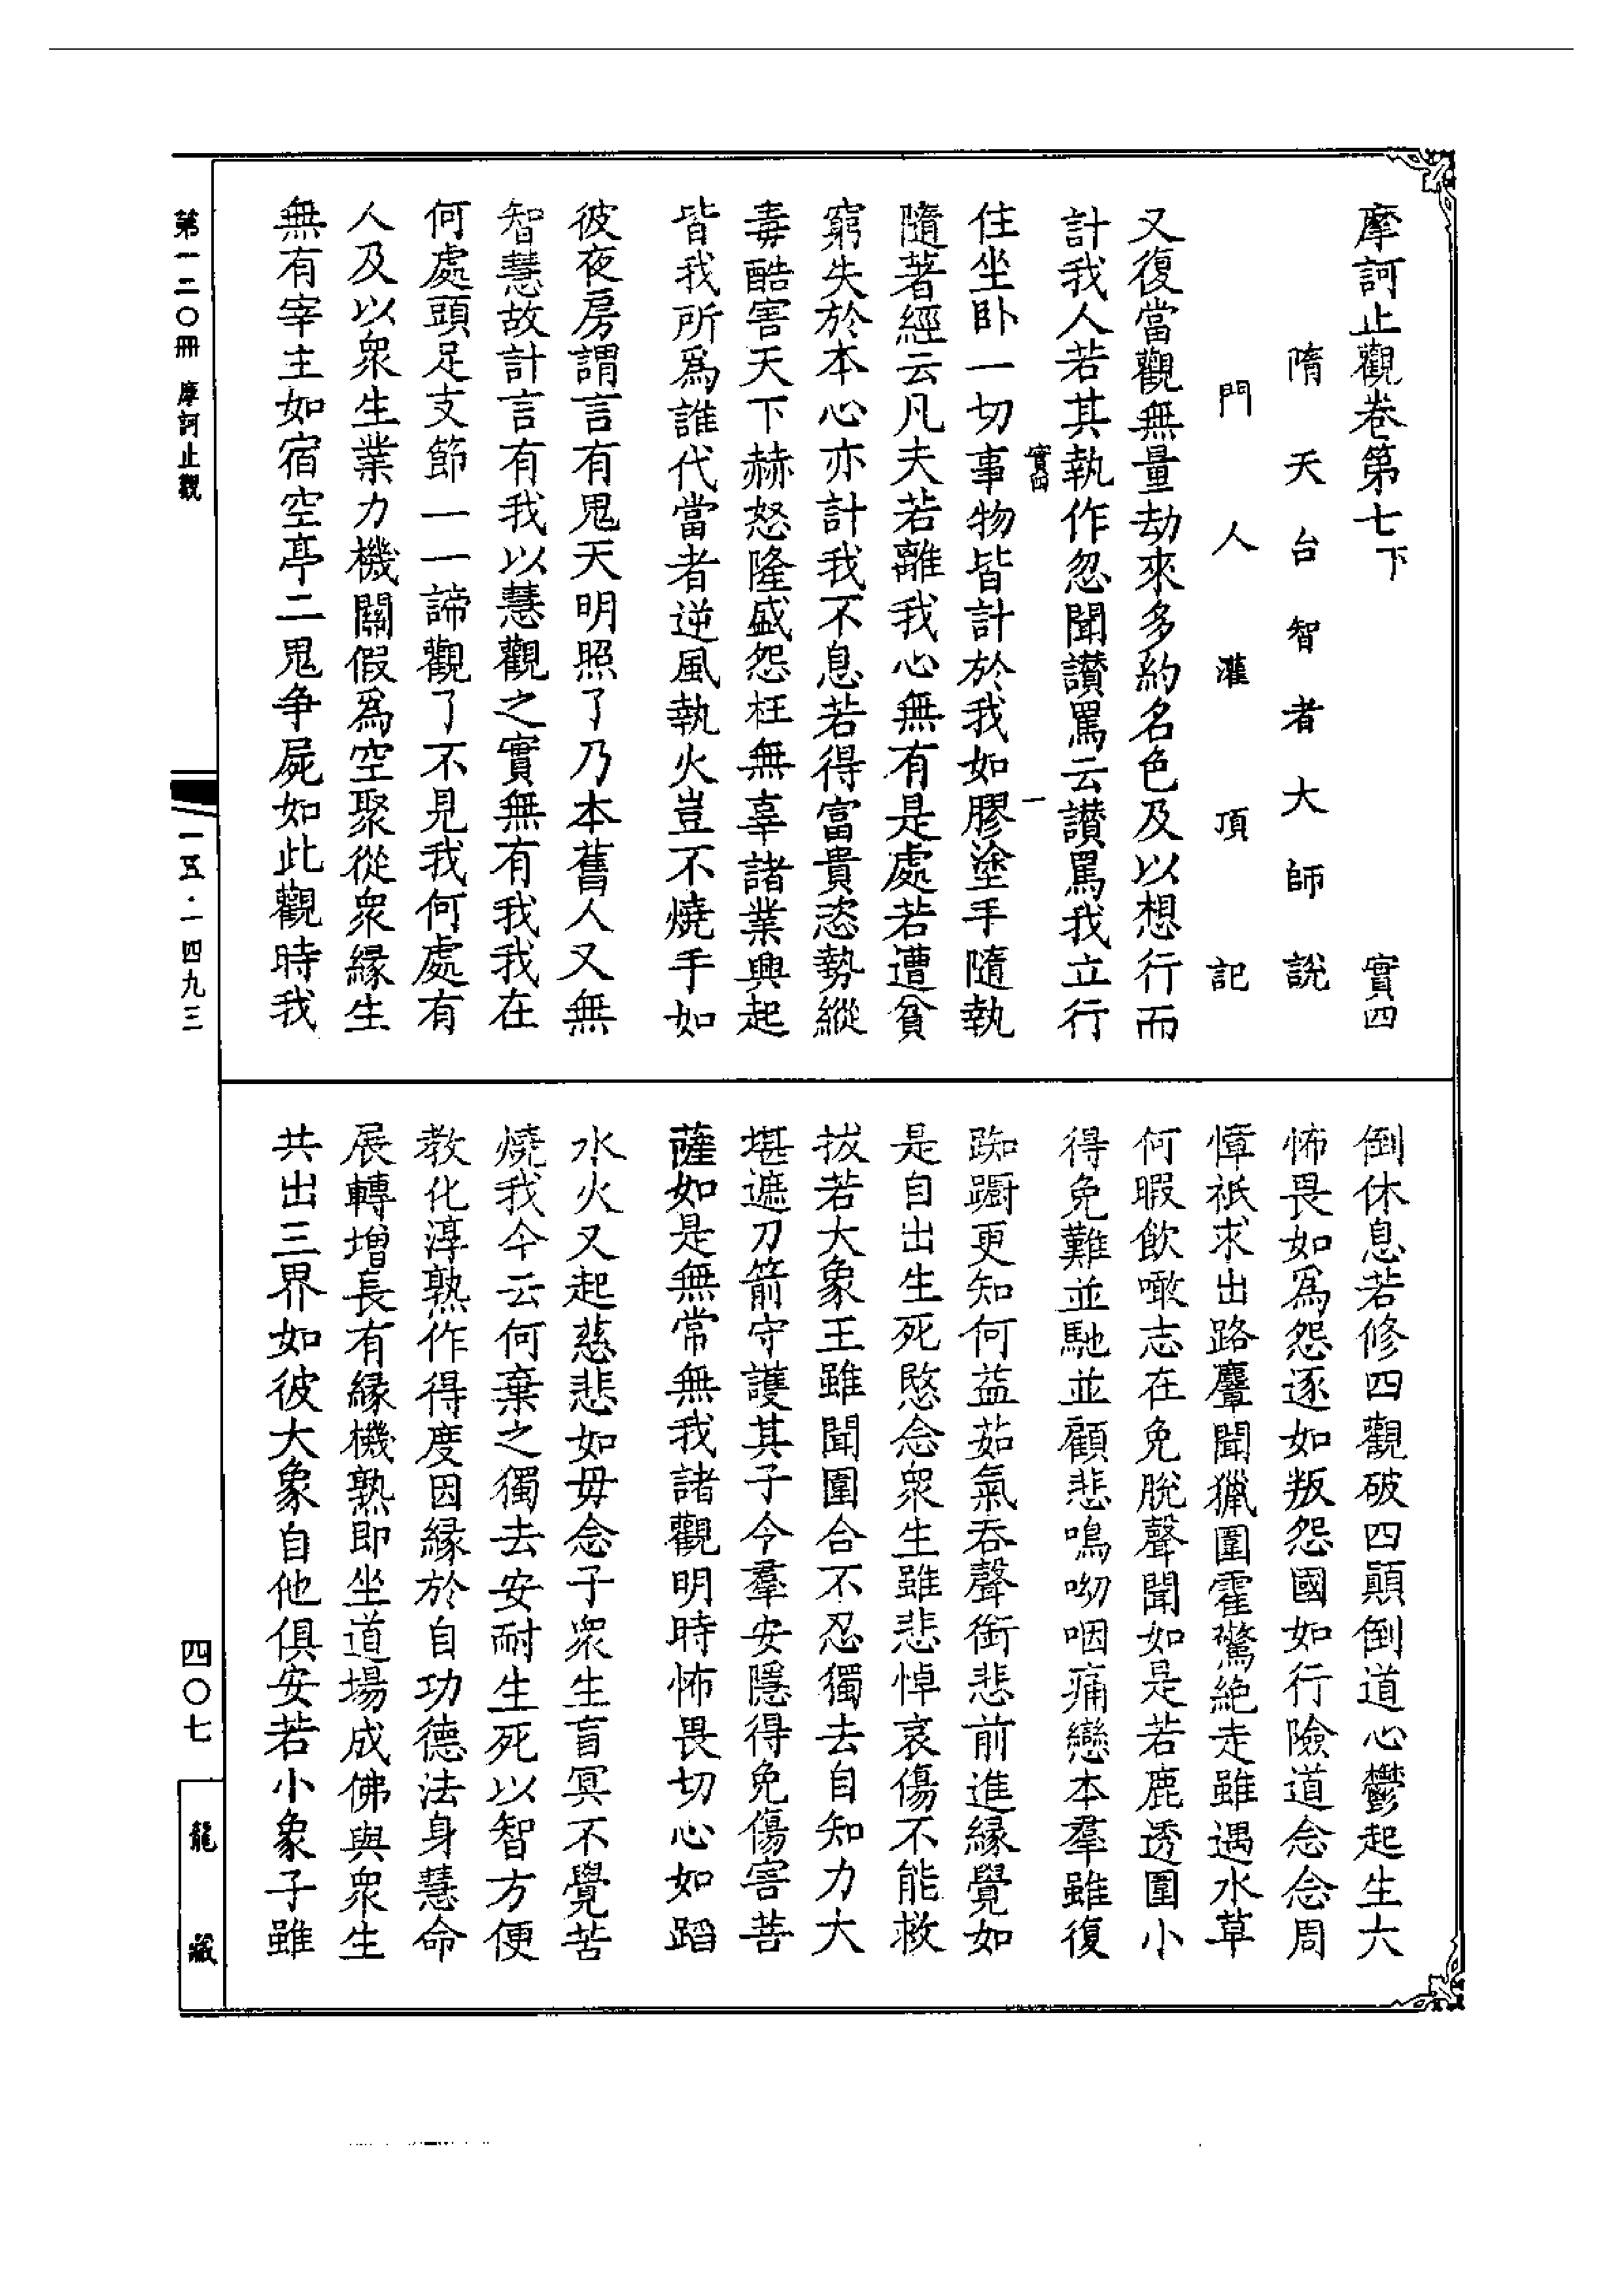 摩訶止觀卷第七下　實四
隋天台智者大師說
門人灌頂記
又復當觀無量劫來多約名色及以想行而
計我人若其執作忽聞讚罵云讚罵我立行
實四　一
住坐臥一切事物皆計於我如膠塗手隨執
隨著經云凡夫若離我心無有是處若遭貧
窮失於本心亦計我不息若得富貴恣勢縱
毒酷害天下赫怒隆盛怨枉無辜諸業興起
皆我所為誰代當者逆風執火豈不燒手如
彼夜房謂言有鬼天明照了乃本舊人又無
智慧故計言有我以慧觀之實無有我我在
何處頭足支節一一諦觀了不見我何處有
人及以眾生業力機關假為空聚從眾緣生
無有宰主如宿空亭二鬼爭屍如此觀時我
倒休息若修四觀破四顛倒道心鬱起生大
怖畏如為怨逐如叛怨國如行險道念念周
慞祇求出路麞聞獵圍霍驚絕走雖遇水草
何暇飲噉志在免脫聲聞如是若鹿透圍小
得免難並馳並顧悲鳴呦咽痛戀本羣雖復
踟躕更知何益茹氣吞聲銜悲前進緣覺如
是自出生死愍念眾生雖悲悼哀傷不能救
拔若大象王雖聞圍合不忍獨去自知力大
堪遮刀箭守護其子令羣安隱得免傷害菩
薩如是無常無我諸觀明時怖畏切心如蹈
水火又起慈悲如毋念子眾生盲冥不覺苦
燒我今云何棄之獨去安耐生死以智方便
教化淳熟作得度因緣於自功德法身慧命
展轉增長有緣機熟即坐道場成佛與眾生
共出三界如彼大象自他俱安若小象子雖
第一二〇冊　摩訶止觀
一五．一四九三
四〇七
龍藏